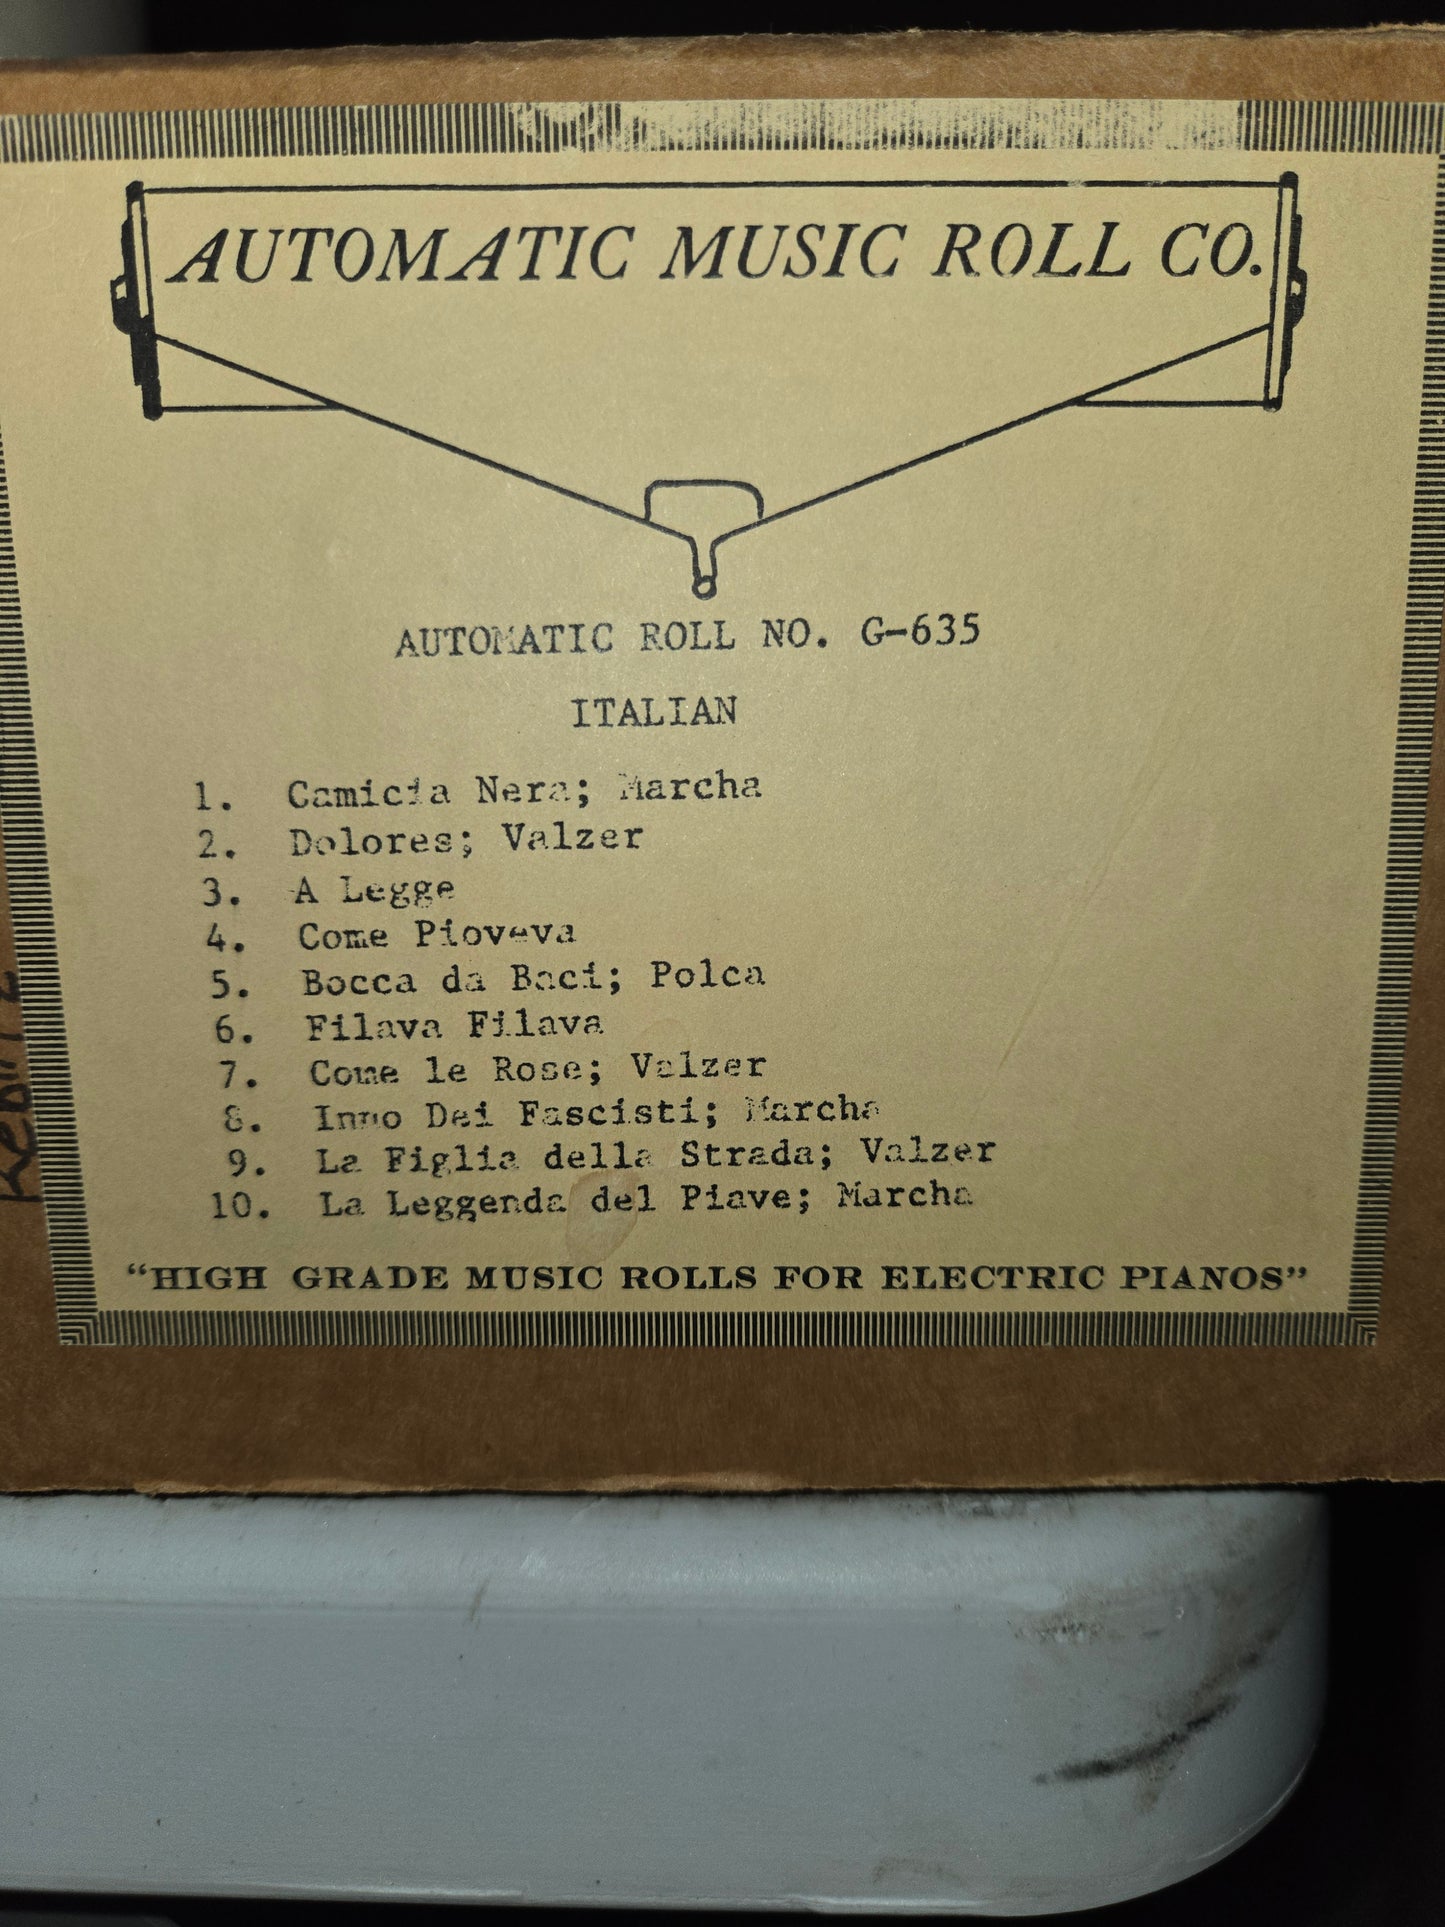 AUTOMATIC MUSIC ROLL CO.
AUTOMATIC ROLL NO. G-635
ITALIAN
1. Camicia Nera; Marcha
2. Dolores; Valzer
3. A Legge
4. Come Pioveva
5. Bocca da Baci; Polca
6. Filava Filava
7. Come le Rose; Valzer
8. Inno Dei Fascisti; Marcha
9. La Figlia della Strada; Valzer
10. La Leggenda del Piave; Marcha
“HIGH GRADE MUSIC ROLLS FOR ELECTRIC PIANOS”